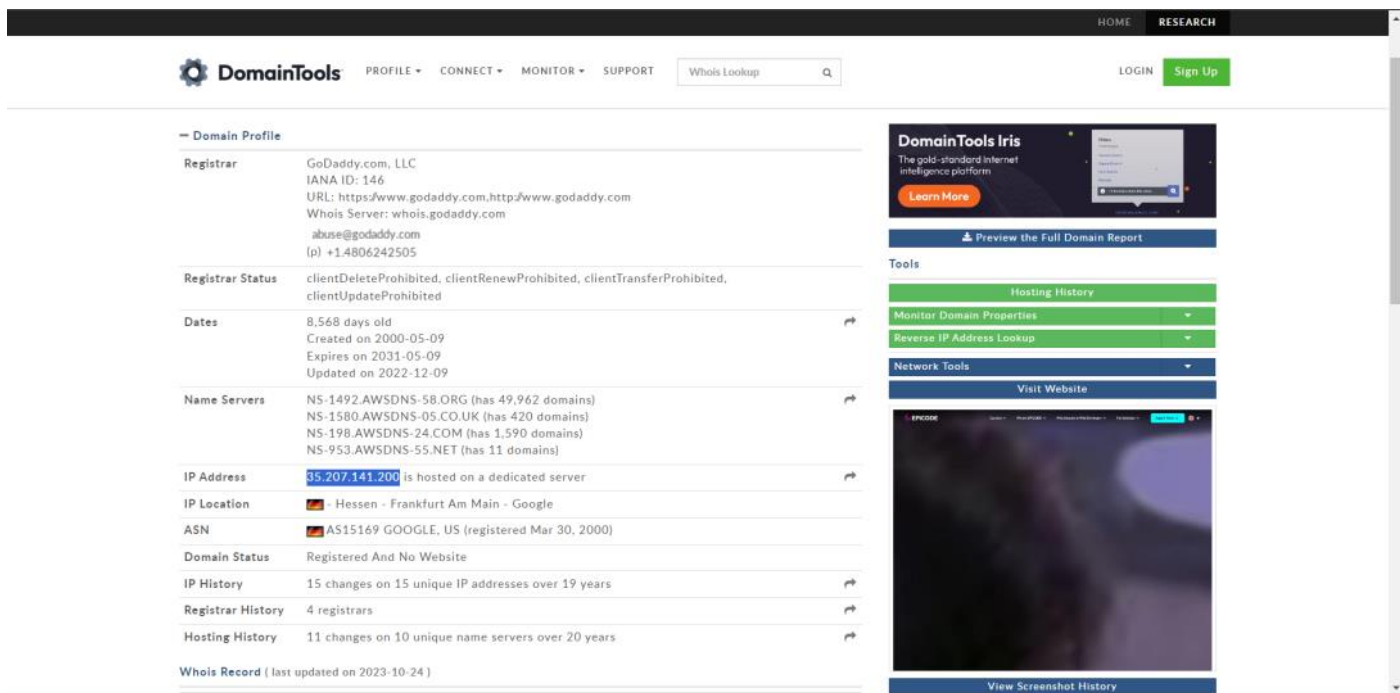 HOME RESEARCH
DomainTools PROFILE CONNECT MONITOR SUPPORT Whois Lookup LOGIN Sign Up
Domain Profile
Registrar GoDaddy.com, LLC
IANA ID: 146
URL: https://www.godaddy.com,http://www.godaddy.com
Whois Server: whois.godaddy.com
abuse@godaddy.com
(p) +1.4806242505
Registrar Status clientDeleteProhibited, clientRenewProhibited, clientTransferProhibited,
clientUpdateProhibited
Dates 8,568 days old
Created on 2000-05-09
Expires on 2031-05-09
Updated on 2022-12-09
Name Servers NS-1492.AWSDNS-58.ORG (has 49,962 domains)
NS-1580.AWSDNS-05.CO.UK (has 420 domains)
NS-198.AWSDNS-24.COM (has 1,590 domains)
NS-953.AWSDNS-55.NET (has 11 domains)
IP Address 35.207.141.200 is hosted on a dedicated server
IP Location - Hessen - Frankfurt Am Main - Google
ASN AS15169 GOOGLE, US (registered Mar 30, 2000)
Domain Status Registered And No Website
IP History 15 changes on 15 unique IP addresses over 19 years
Registrar History 4 registrars
Hosting History 11 changes on 10 unique name servers over 20 years
Whois Record ( last updated on 2023-10-24 )
DomainTools Iris
The gold-standard Internet
intelligence platform
Learn More
Preview the Full Domain Report
Tools
Hosting History
Monitor Domain Properties
Reverse IP Address Lookup
Network Tools
Visit Website
EPICODE
View Screenshot History